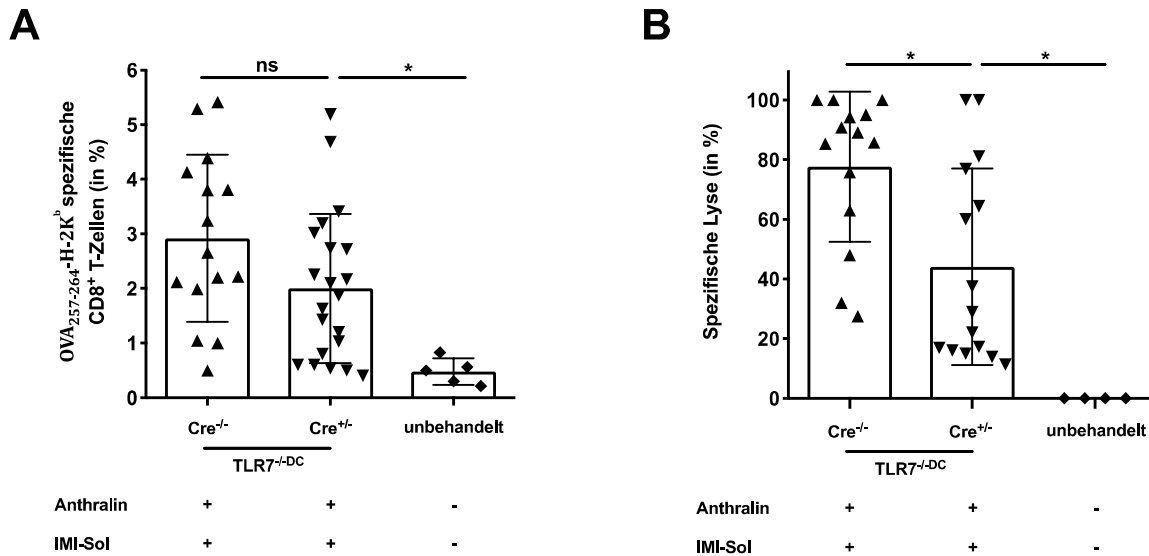 A
OVA257-264-H-2Kᵇ spezifische
CD8⁺ T-Zellen (in %)
6
5
4
3
2
1
0
ns
*
Cre⁻/⁻
Cre⁺/⁻
unbehandelt
TLR7⁻/⁻ᴰᶜ
Anthralin + + -
IMI-Sol + + -
B
Spezifische Lyse (in %)
100
80
60
40
20
0
*
*
Cre⁻/⁻
Cre⁺/⁻
unbehandelt
TLR7⁻/⁻ᴰᶜ
Anthralin + + -
IMI-Sol + + -